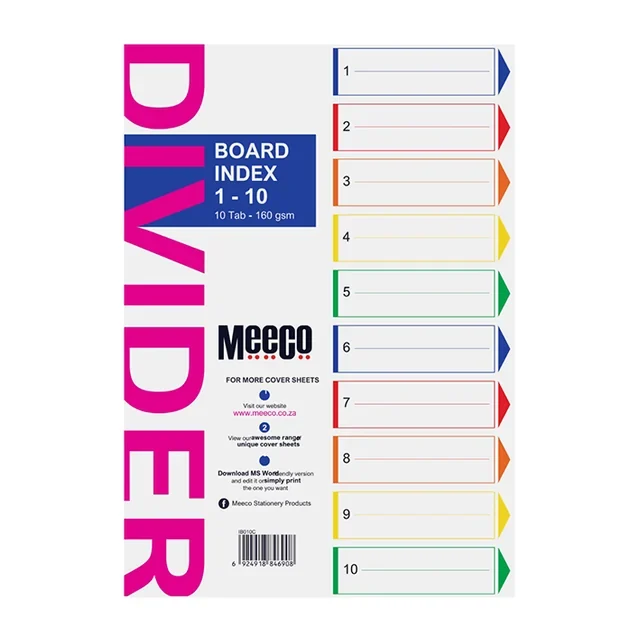 DIVIDER
BOARD
INDEX
1 - 10
10 Tab - 160 gsm
MeeCo
FOR MORE COVER SHEETS
Visit our website
www.meeco.co.za
2
View our awesome range
unique cover sheets
Download MS Word endly version
and edit it or simply print
the one you want
f Meeco Stationery Products
IB010C
6 924918 846908
1
2
3
4
5
6
7
8
9
10